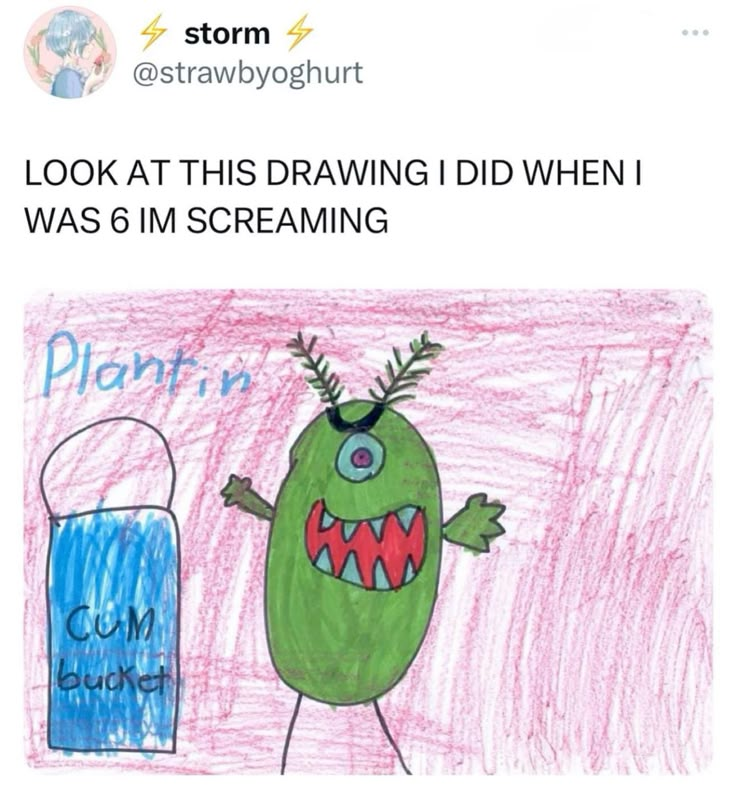 ⚡ storm ⚡
@strawbyoghurt
LOOK AT THIS DRAWING I DID WHEN I
WAS 6 IM SCREAMING
Plantin
CUM
bucket